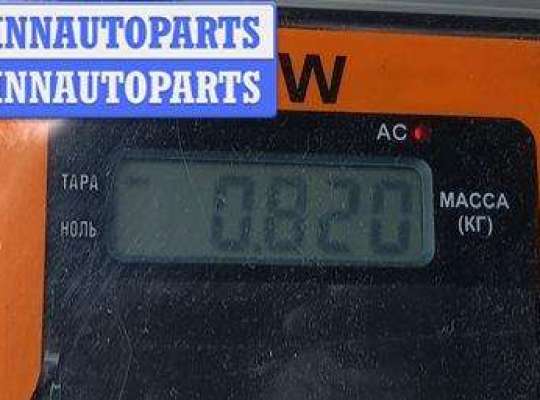 INNAUTOPARTS
INNAUTOPARTS
W
AC
ТАРА
НОЛЬ
0.820
МАССА
(КГ)